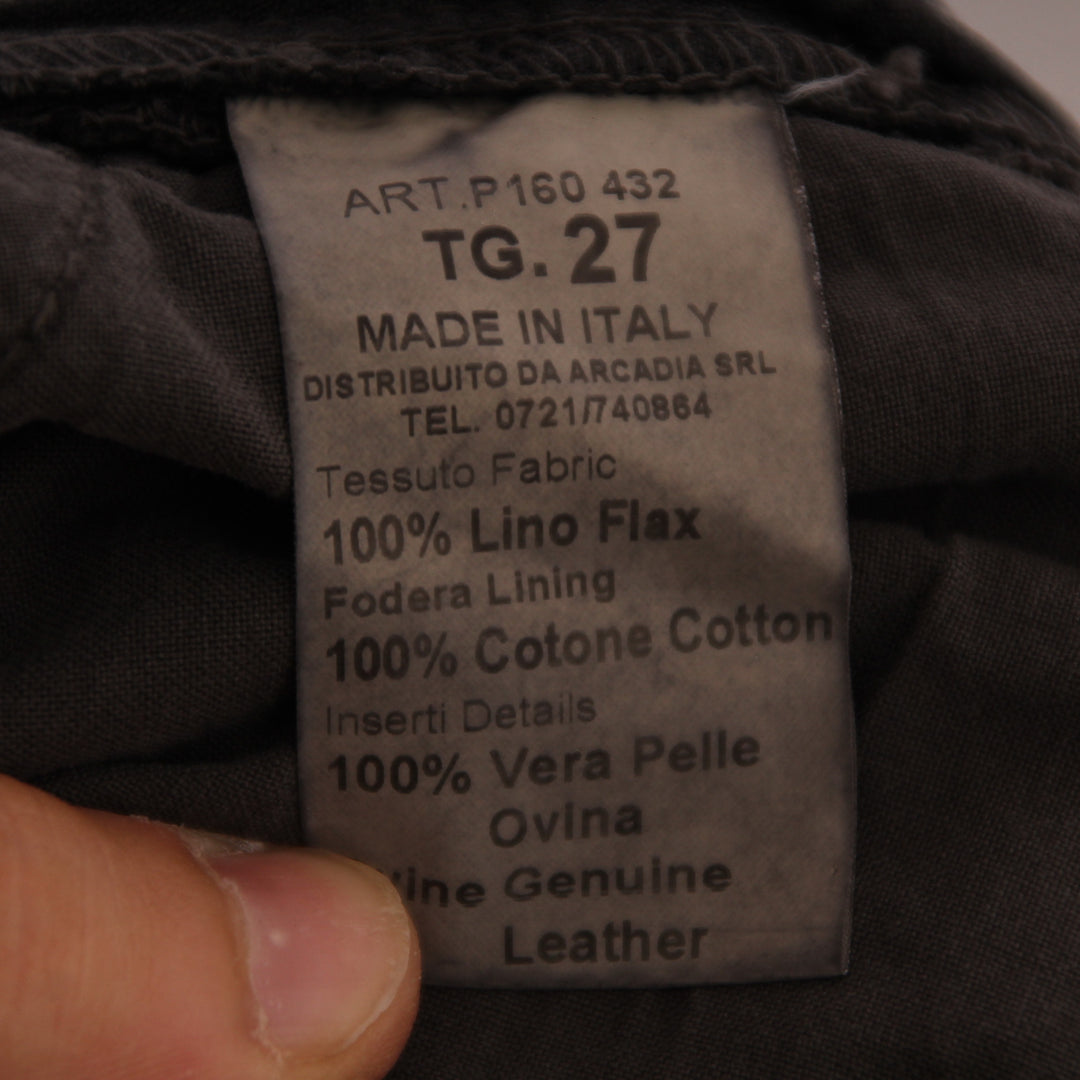 ART.P160 432
TG. 27
MADE IN ITALY
DISTRIBUITO DA ARCADIA SRL
TEL. 0721/740864
Tessuto Fabric
100% Lino Flax
Fodera Lining
100% Cotone Cotton
Inserti Details
100% Vera Pelle
Ovina
Genuine
Leather